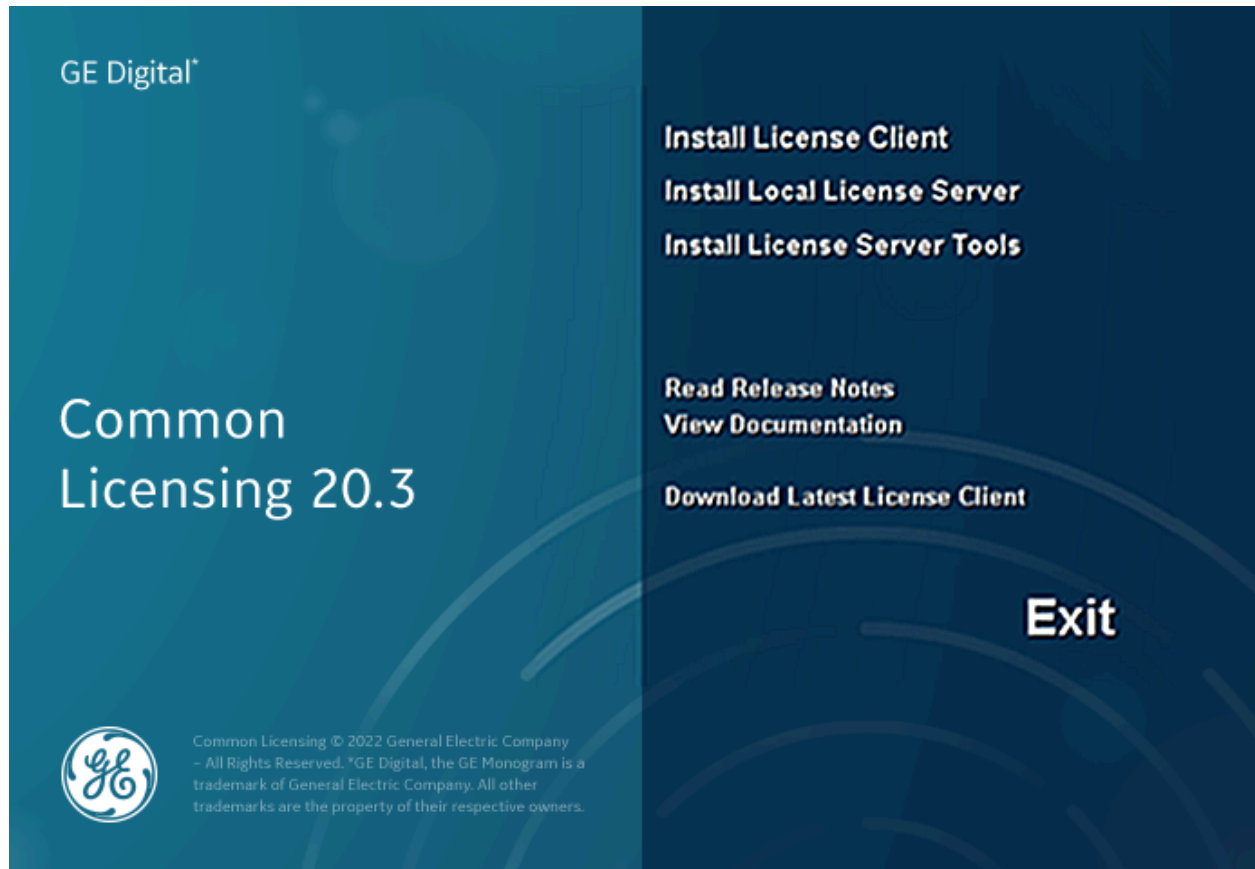 GE Digital*
Common
Licensing 20.3
Common Licensing © 2022 General Electric Company
– All Rights Reserved. *GE Digital, the GE Monogram is a
trademark of General Electric Company. All other
trademarks are the property of their respective owners.
Install License Client
Install Local License Server
Install License Server Tools
Read Release Notes
View Documentation
Download Latest License Client
Exit